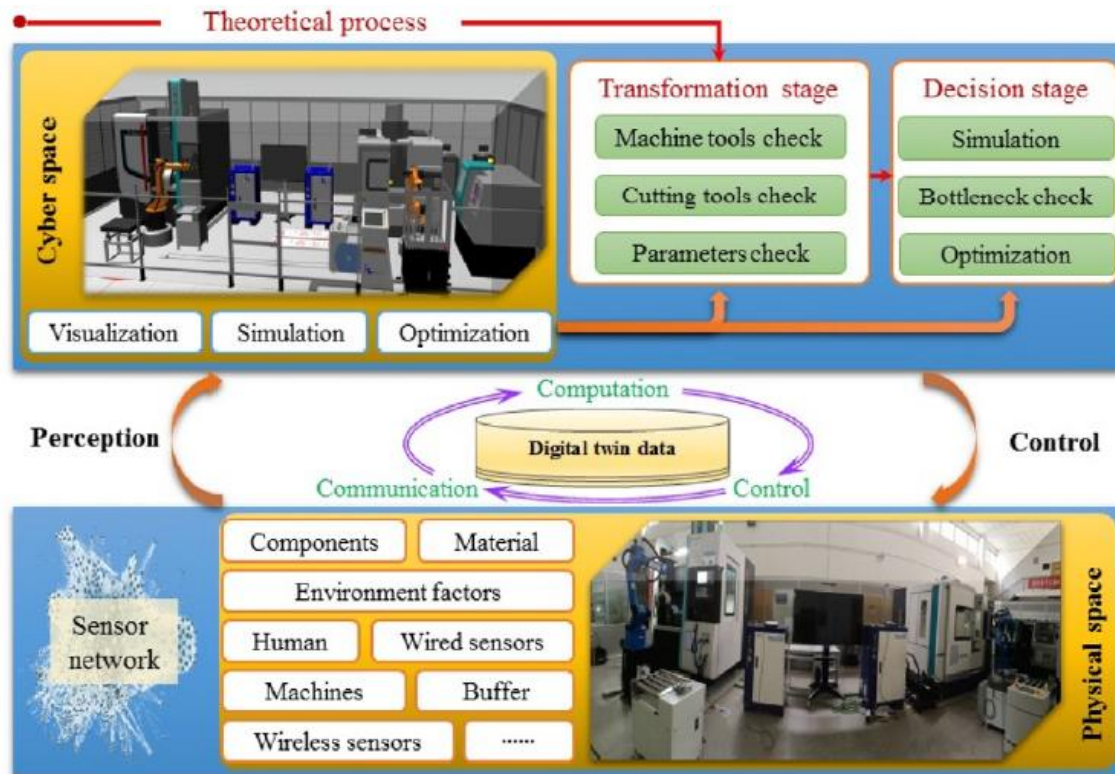 Theoretical process
Cyber space
Transformation stage
Machine tools check
Cutting tools check
Parameters check
Decision stage
Simulation
Bottleneck check
Optimization
Visualization
Simulation
Optimization
Perception
Computation
Digital twin data
Communication
Control
Control
Sensor
network
Components
Material
Environment factors
Human
Wired sensors
Machines
Buffer
Wireless sensors
......
Physical space